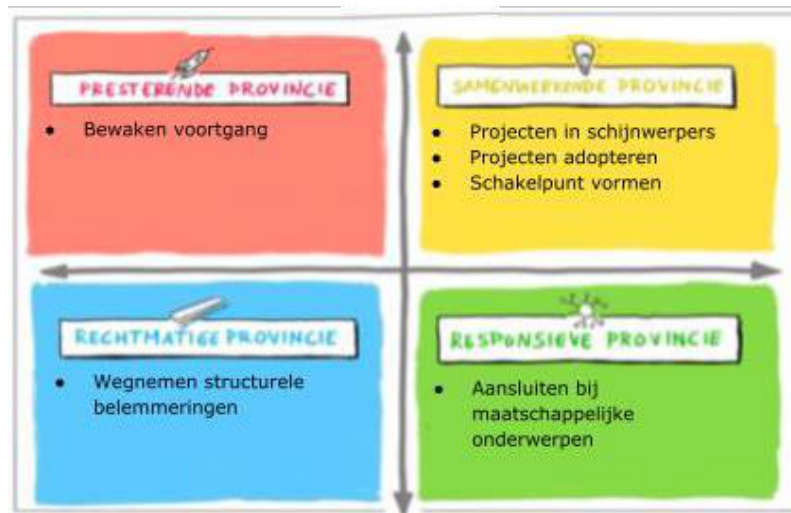 PRESTERENDE PROVINCIE
• Bewaken voortgang
SAMENWERKENDE PROVINCIE
• Projecten in schijnwerpers
• Projecten adopteren
• Schakelpunt vormen
RECHTMATIGE PROVINCIE
• Wegnemen structurele
belemmeringen
RESPONSIEVE PROVINCIE
• Aansluiten bij
maatschappelijke
onderwerpen